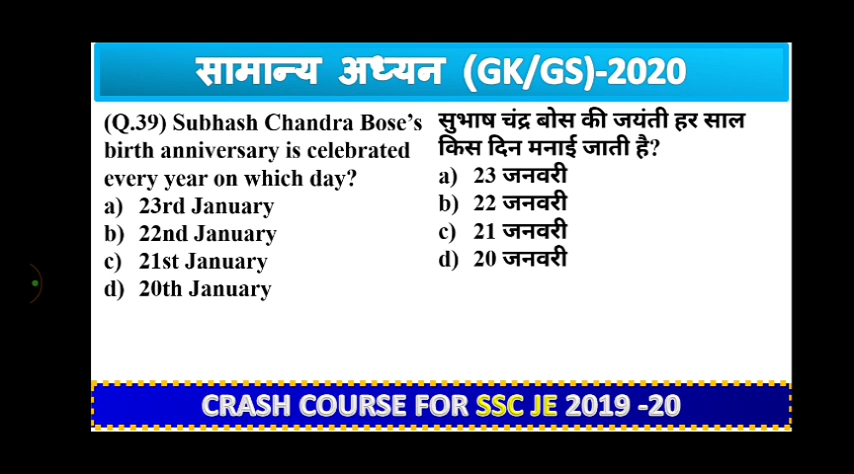 सामान्य अध्यन (GK/GS)-2020
(Q.39) Subhash Chandra Bose's
birth anniversary is celebrated
every year on which day?
a) 23rd January
b) 22nd January
c) 21st January
d) 20th January
सुभाष चंद्र बोस की जयंती हर साल
किस दिन मनाई जाती है?
a) 23 जनवरी
b) 22 जनवरी
c) 21 जनवरी
d) 20 जनवरी
CRASH COURSE FOR SSC JE 2019 -20